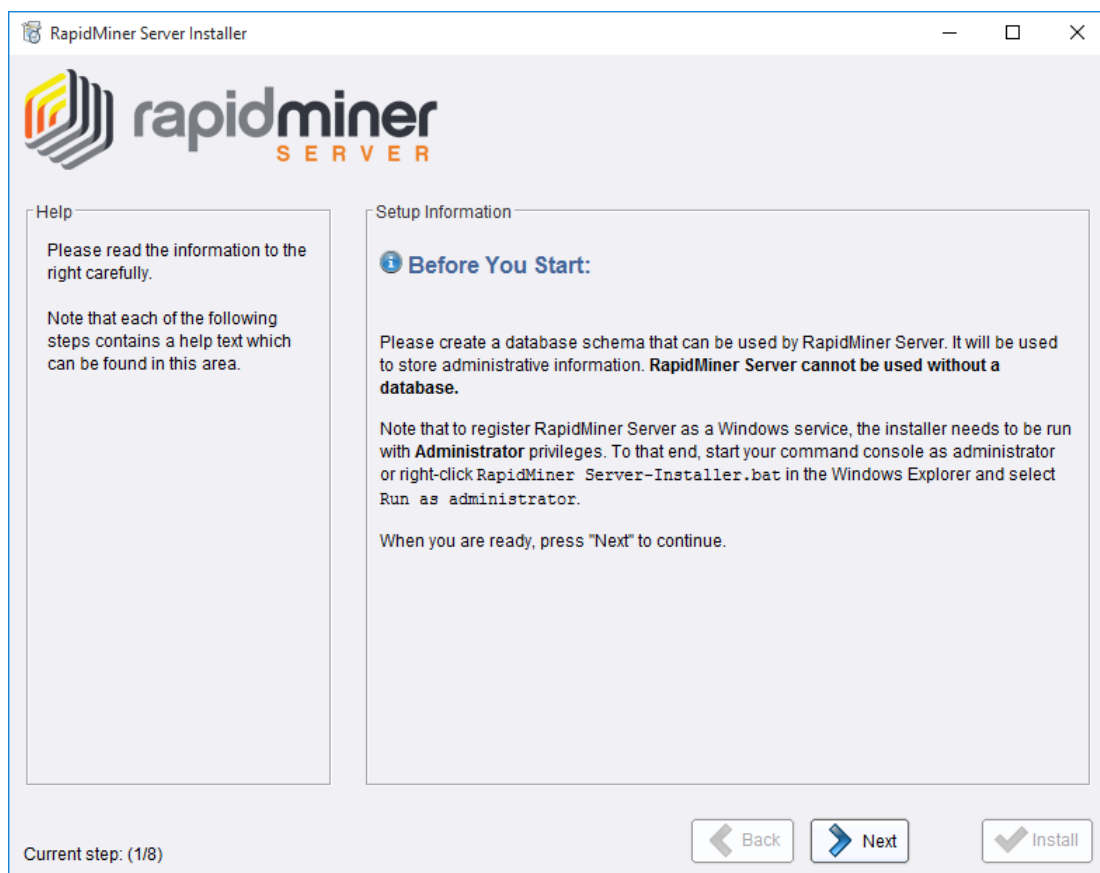 RapidMiner Server Installer
rapidminer
SERVER
Help
Please read the information to the
right carefully.
Note that each of the following
steps contains a help text which
can be found in this area.
Setup Information
Before You Start:
Please create a database schema that can be used by RapidMiner Server. It will be used
to store administrative information. RapidMiner Server cannot be used without a
database.
Note that to register RapidMiner Server as a Windows service, the installer needs to be run
with Administrator privileges. To that end, start your command console as administrator
or right-click RapidMiner Server-Installer.bat in the Windows Explorer and select
Run as administrator.
When you are ready, press "Next" to continue.
Current step: (1/8)
Back
Next
Install